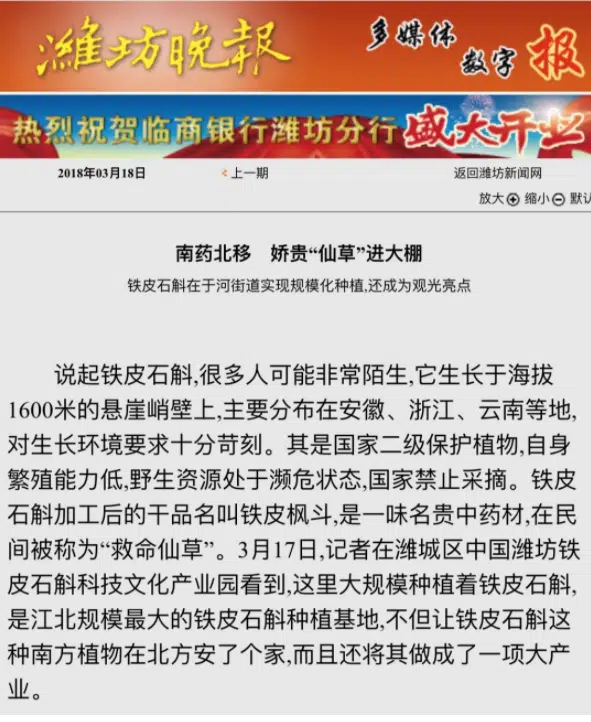 潍坊晚报
多媒体
数字报
热烈祝贺临商银行潍坊分行盛大开业
2018年03月18日 上一期 返回潍坊新闻网
放大 缩小 默认
南药北移 娇贵“仙草”进大棚
铁皮石斛在于河街道实现规模化种植,还成为观光亮点
说起铁皮石斛,很多人可能非常陌生,它生长于海拔
1600米的悬崖峭壁上,主要分布在安徽、浙江、云南等地,
对生长环境要求十分苛刻。其是国家二级保护植物,自身
繁殖能力低,野生资源处于濒危状态,国家禁止采摘。铁皮
石斛加工后的干品名叫铁皮枫斗,是一味名贵中药材,在民
间被称为“救命仙草”。3月17日,记者在潍城区中国潍坊铁
皮石斛科技文化产业园看到,这里大规模种植着铁皮石斛,
是江北规模最大的铁皮石斛种植基地,不但让铁皮石斛这
种南方植物在北方安了个家,而且还将其做成了一项大产
业。